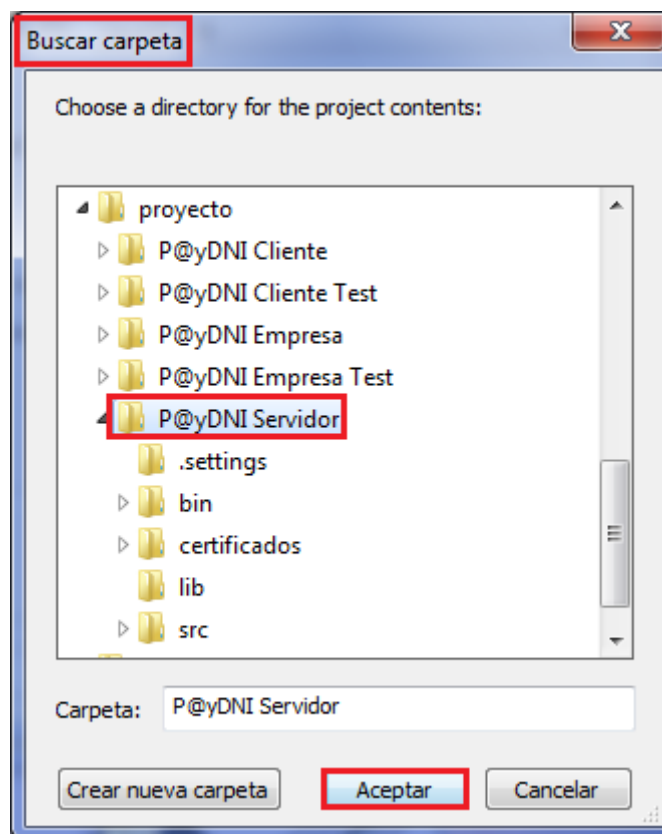 Buscar carpeta
Choose a directory for the project contents:
proyecto
P@yDNI Cliente
P@yDNI Cliente Test
P@yDNI Empresa
P@yDNI Empresa Test
P@yDNI Servidor
.settings
bin
certificados
lib
src
Carpeta: P@yDNI Servidor
Crear nueva carpeta Aceptar Cancelar